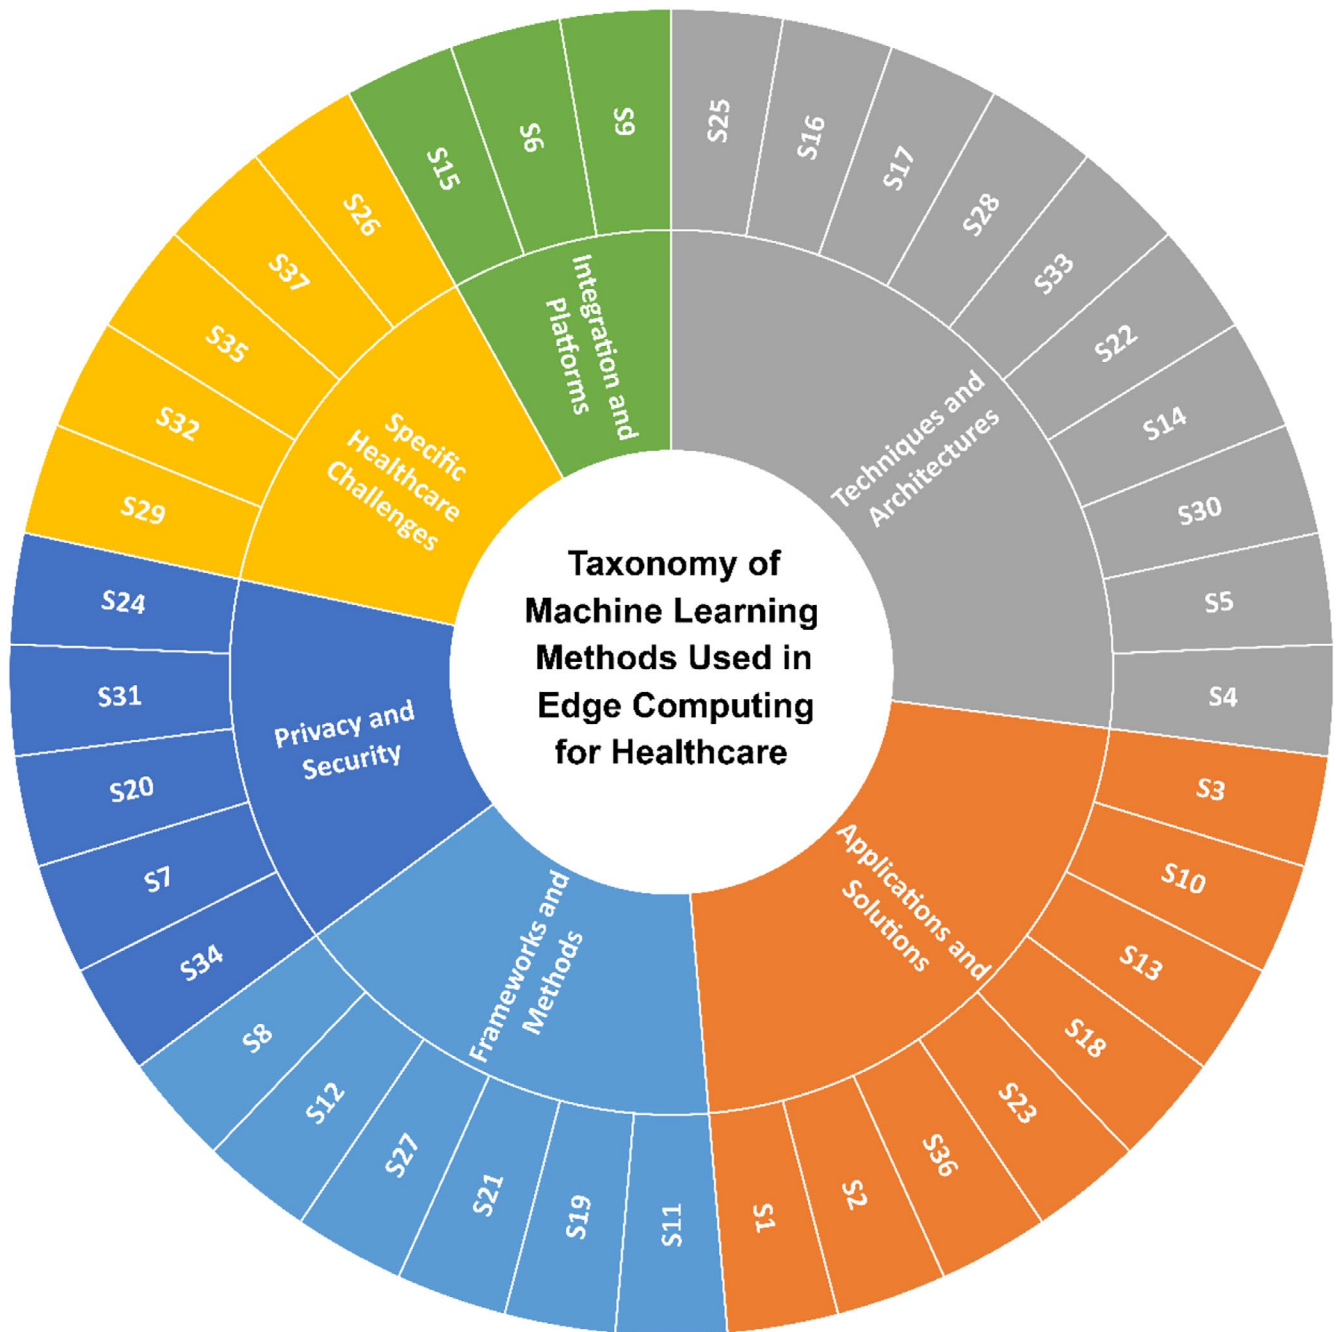 Taxonomy of
Machine Learning
Methods Used in
Edge Computing
for Healthcare
Techniques and
Architectures
S25
S16
S17
S28
S33
S22
S14
S30
S5
S4
Applications and
Solutions
S3
S10
S13
S18
S23
S36
S2
S1
Frameworks and
Methods
S11
S19
S21
S27
S12
S8
Privacy and
Security
S34
S7
S20
S31
S24
Specific
Healthcare
Challenges
S29
S32
S35
S37
S26
Integration and
Platforms
S15
S6
S9